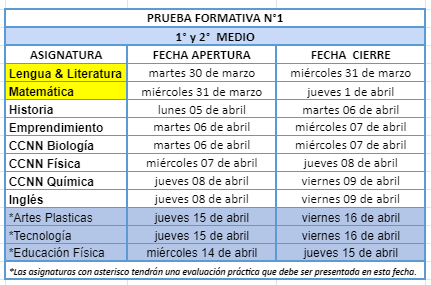 PRUEBA FORMATIVA N°1
1° y 2° MEDIO
ASIGNATURA FECHA APERTURA FECHA CIERRE
Lengua & Literatura martes 30 de marzo miércoles 31 de marzo
Matemática miércoles 31 de marzo jueves 1 de abril
Historia lunes 05 de abril martes 06 de abril
Emprendimiento martes 06 de abril miércoles 07 de abril
CCNN Biología martes 06 de abril miércoles 07 de abril
CCNN Física miércoles 07 de abril jueves 08 de abril
CCNN Química jueves 08 de abril viernes 09 de abril
Inglés jueves 08 de abril viernes 09 de abril
*Artes Plasticas jueves 15 de abril viernes 16 de abril
*Tecnología jueves 15 de abril viernes 16 de abril
*Educación Física miércoles 14 de abril jueves 15 de abril
*Las asignaturas con asterisco tendrán una evaluación práctica que debe ser presentada en esta fecha.